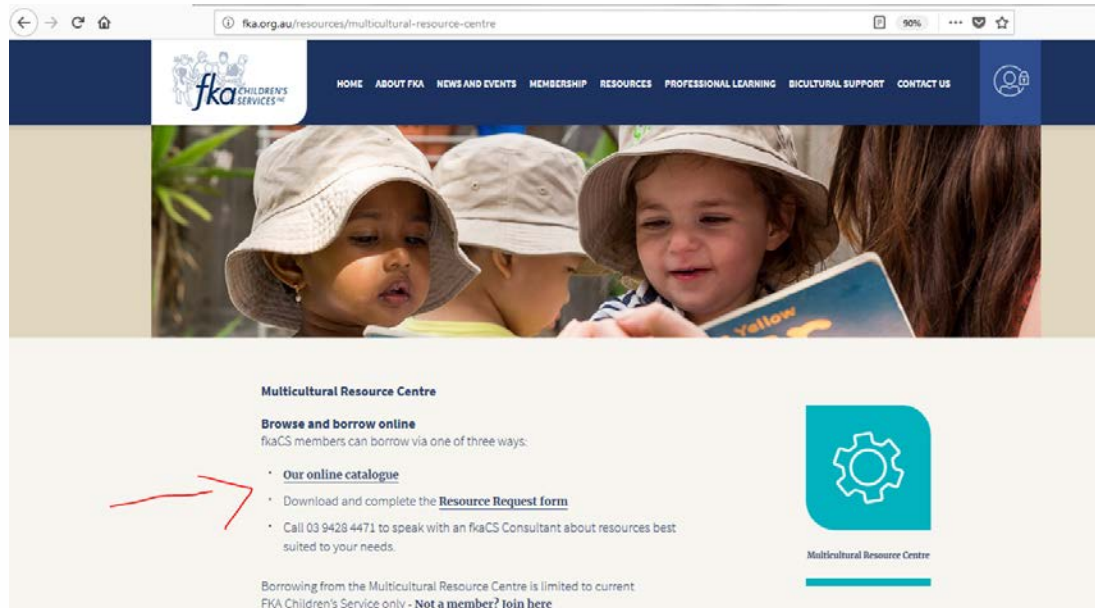 fka.org.au/resources/multicultural-resource-centre
90%
fka CHILDREN'S
SERVICES INC
HOME ABOUT FKA NEWS AND EVENTS MEMBERSHIP RESOURCES PROFESSIONAL LEARNING BICULTURAL SUPPORT CONTACT US
Yellow
Multicultural Resource Centre
Browse and borrow online
fkaCS members can borrow via one of three ways:
Our online catalogue
Download and complete the Resource Request form
Call 03 9428 4471 to speak with an fkaCS Consultant about resources best
suited to your needs.
Multicultural Resource Centre
Borrowing from the Multicultural Resource Centre is limited to current
FKA Children's Service only - Not a member? Join here